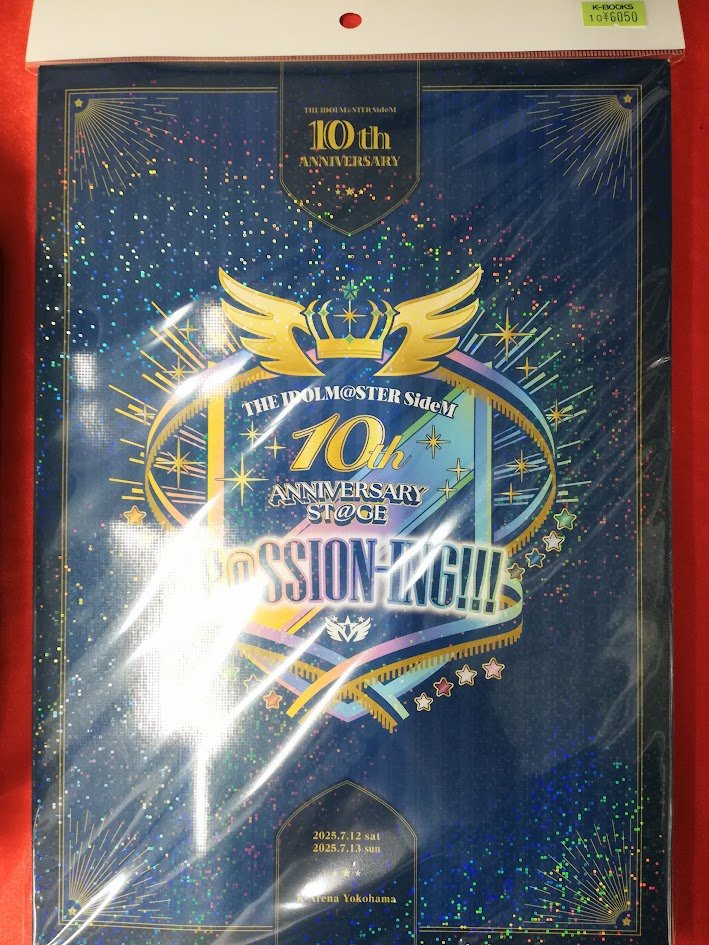 K-BOOKS
10¥6050
THE IDOLM@STER SideM
10th
ANNIVERSARY
THE IDOLM@STER SideM
10th
ANNIVERSARY
ST@GE
P@SSION-ING!!!
2025.7.12 sat
2025.7.13 sun
K-Arena Yokohama